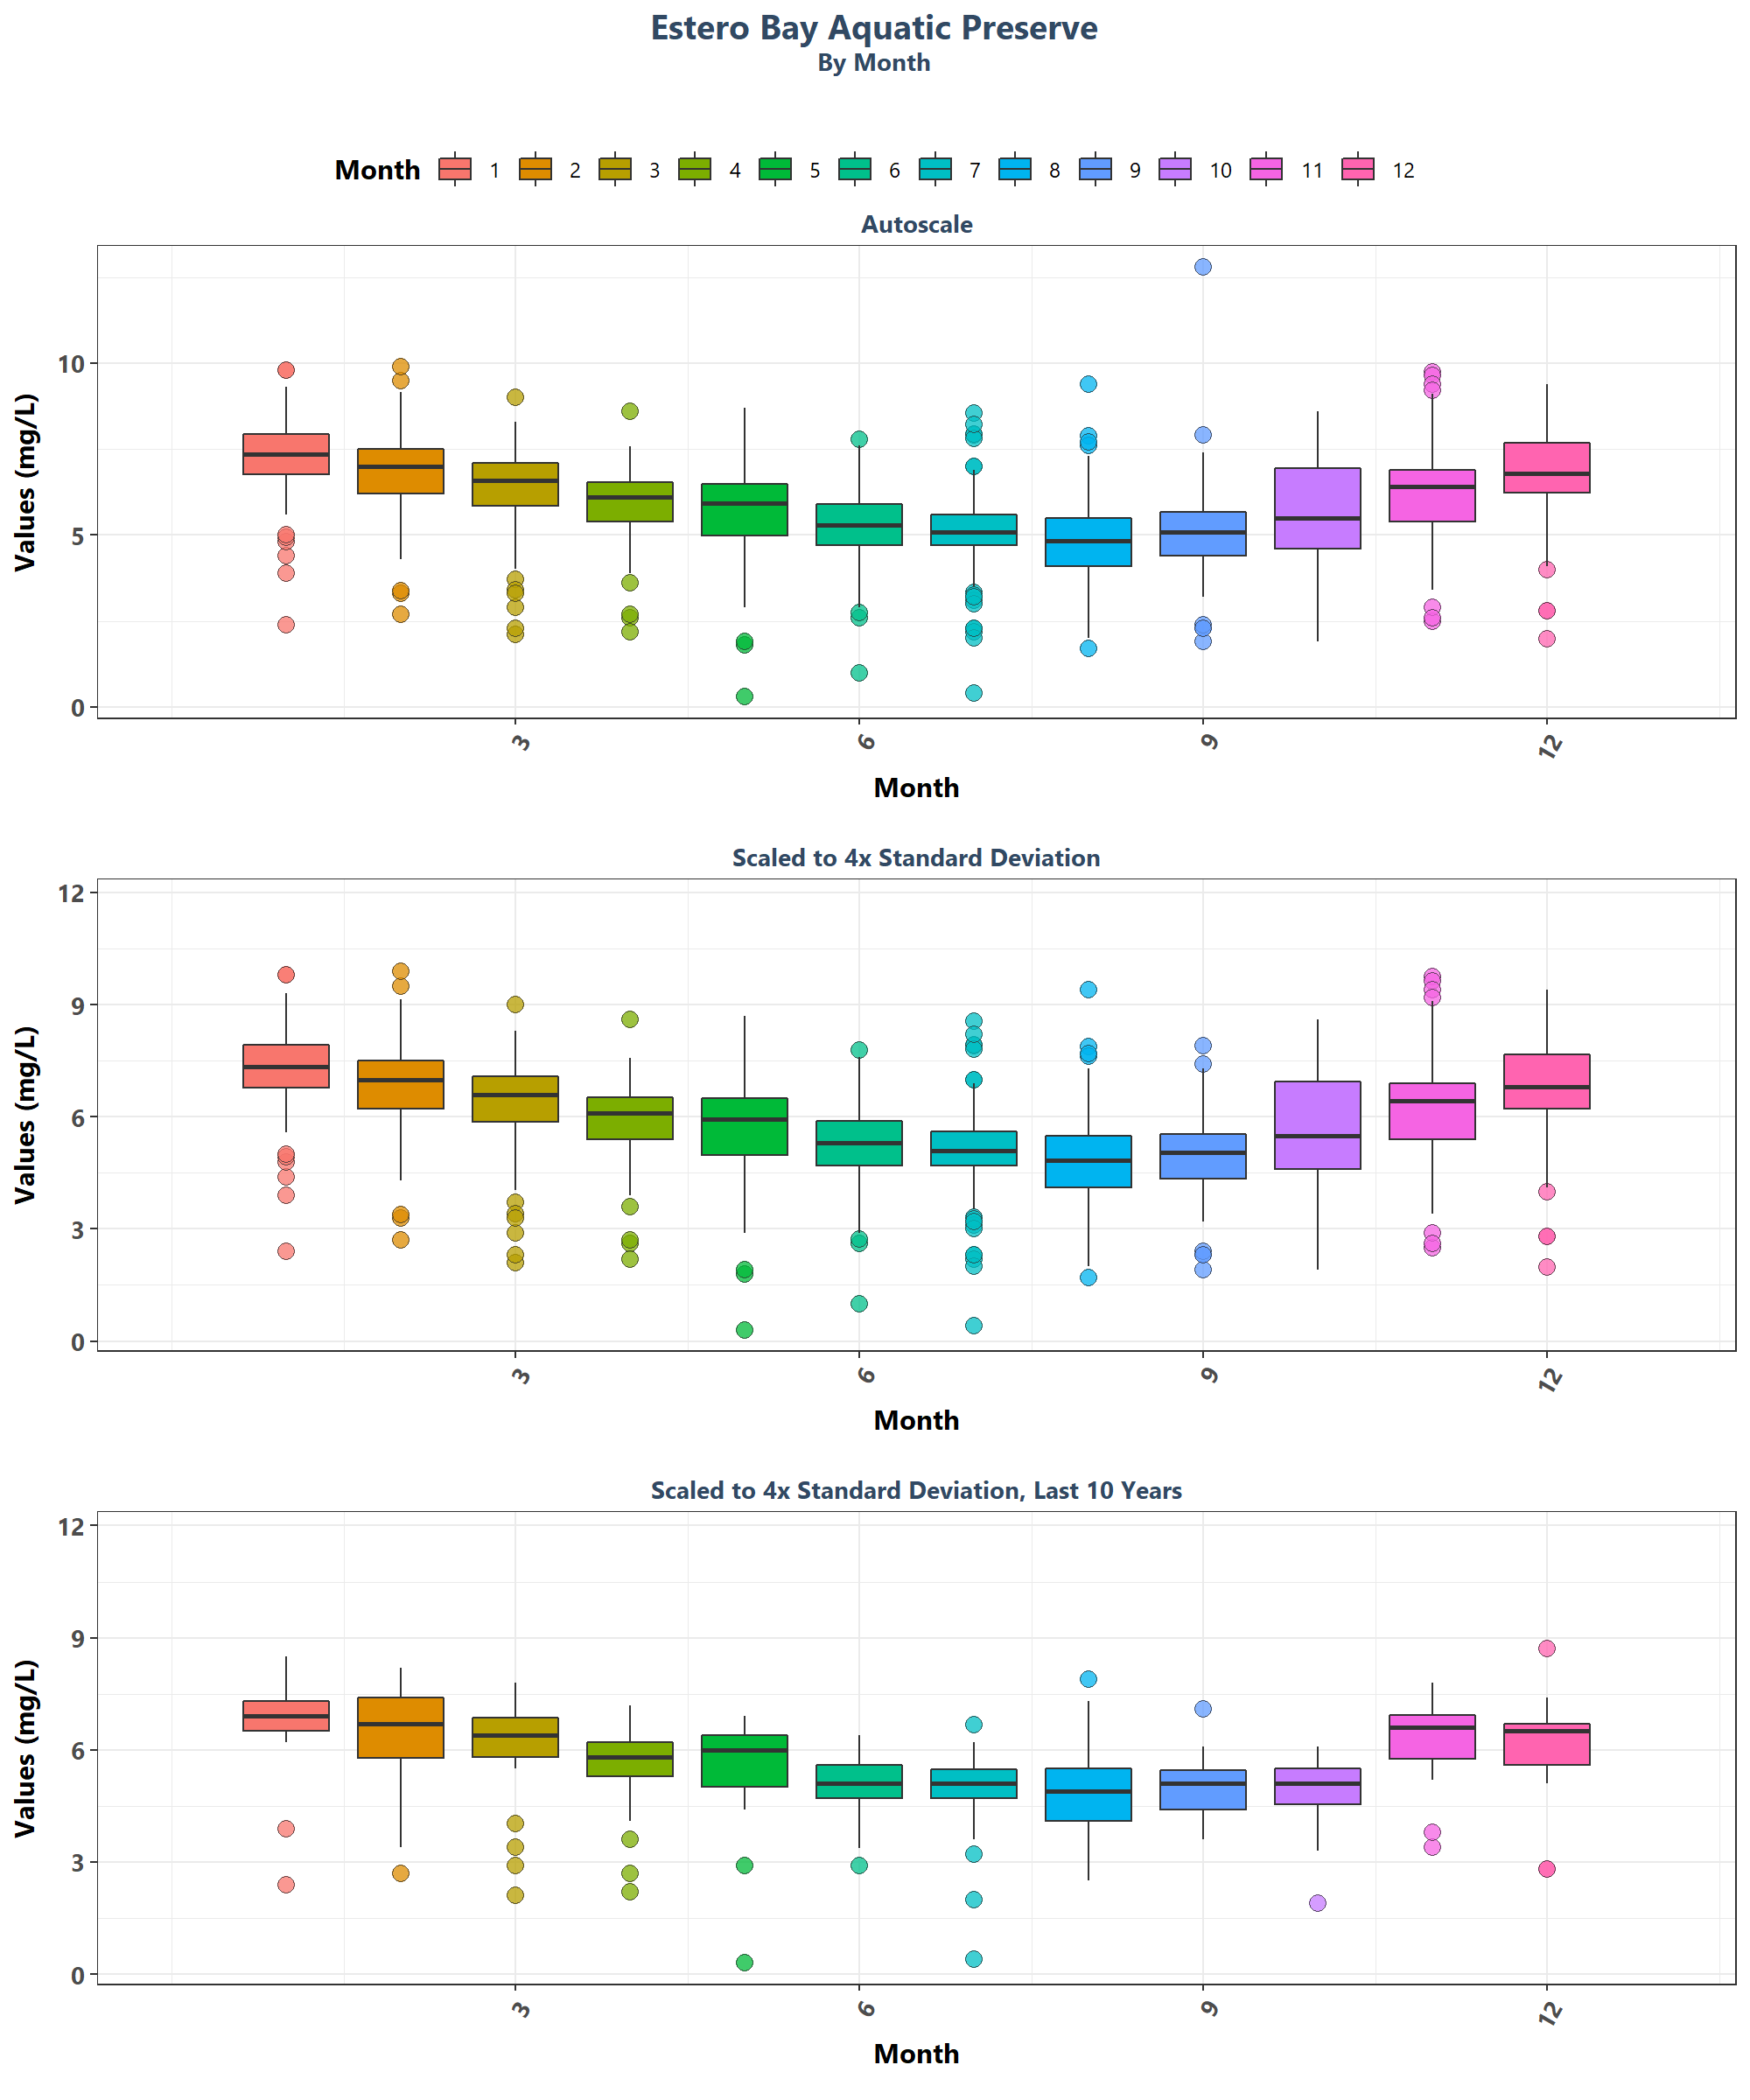 Estero Bay Aquatic Preserve
By Month
Month 1 2 3 4 5 6 7 8 9 10 11 12
Autoscale
Values (mg/L)
10
5
0
3 6 9 12
Month
Scaled to 4x Standard Deviation
Values (mg/L)
12
9
6
3
0
3 6 9 12
Month
Scaled to 4x Standard Deviation, Last 10 Years
Values (mg/L)
12
9
6
3
0
3 6 9 12
Month